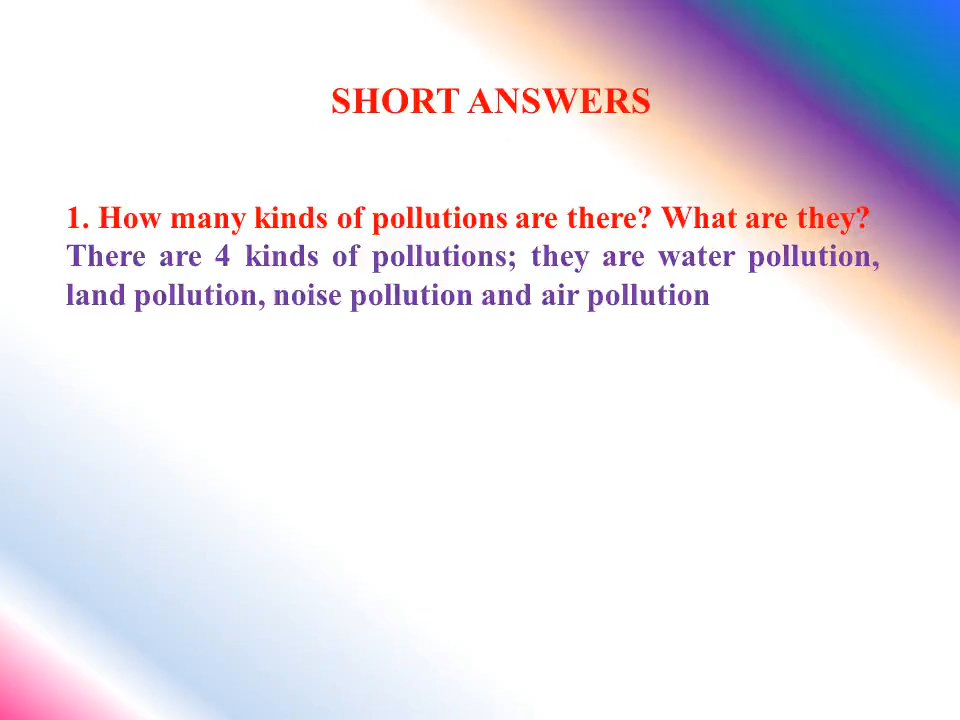 SHORT ANSWERS
1. How many kinds of pollutions are there? What are they?
There are 4 kinds of pollutions; they are water pollution,
land pollution, noise pollution and air pollution